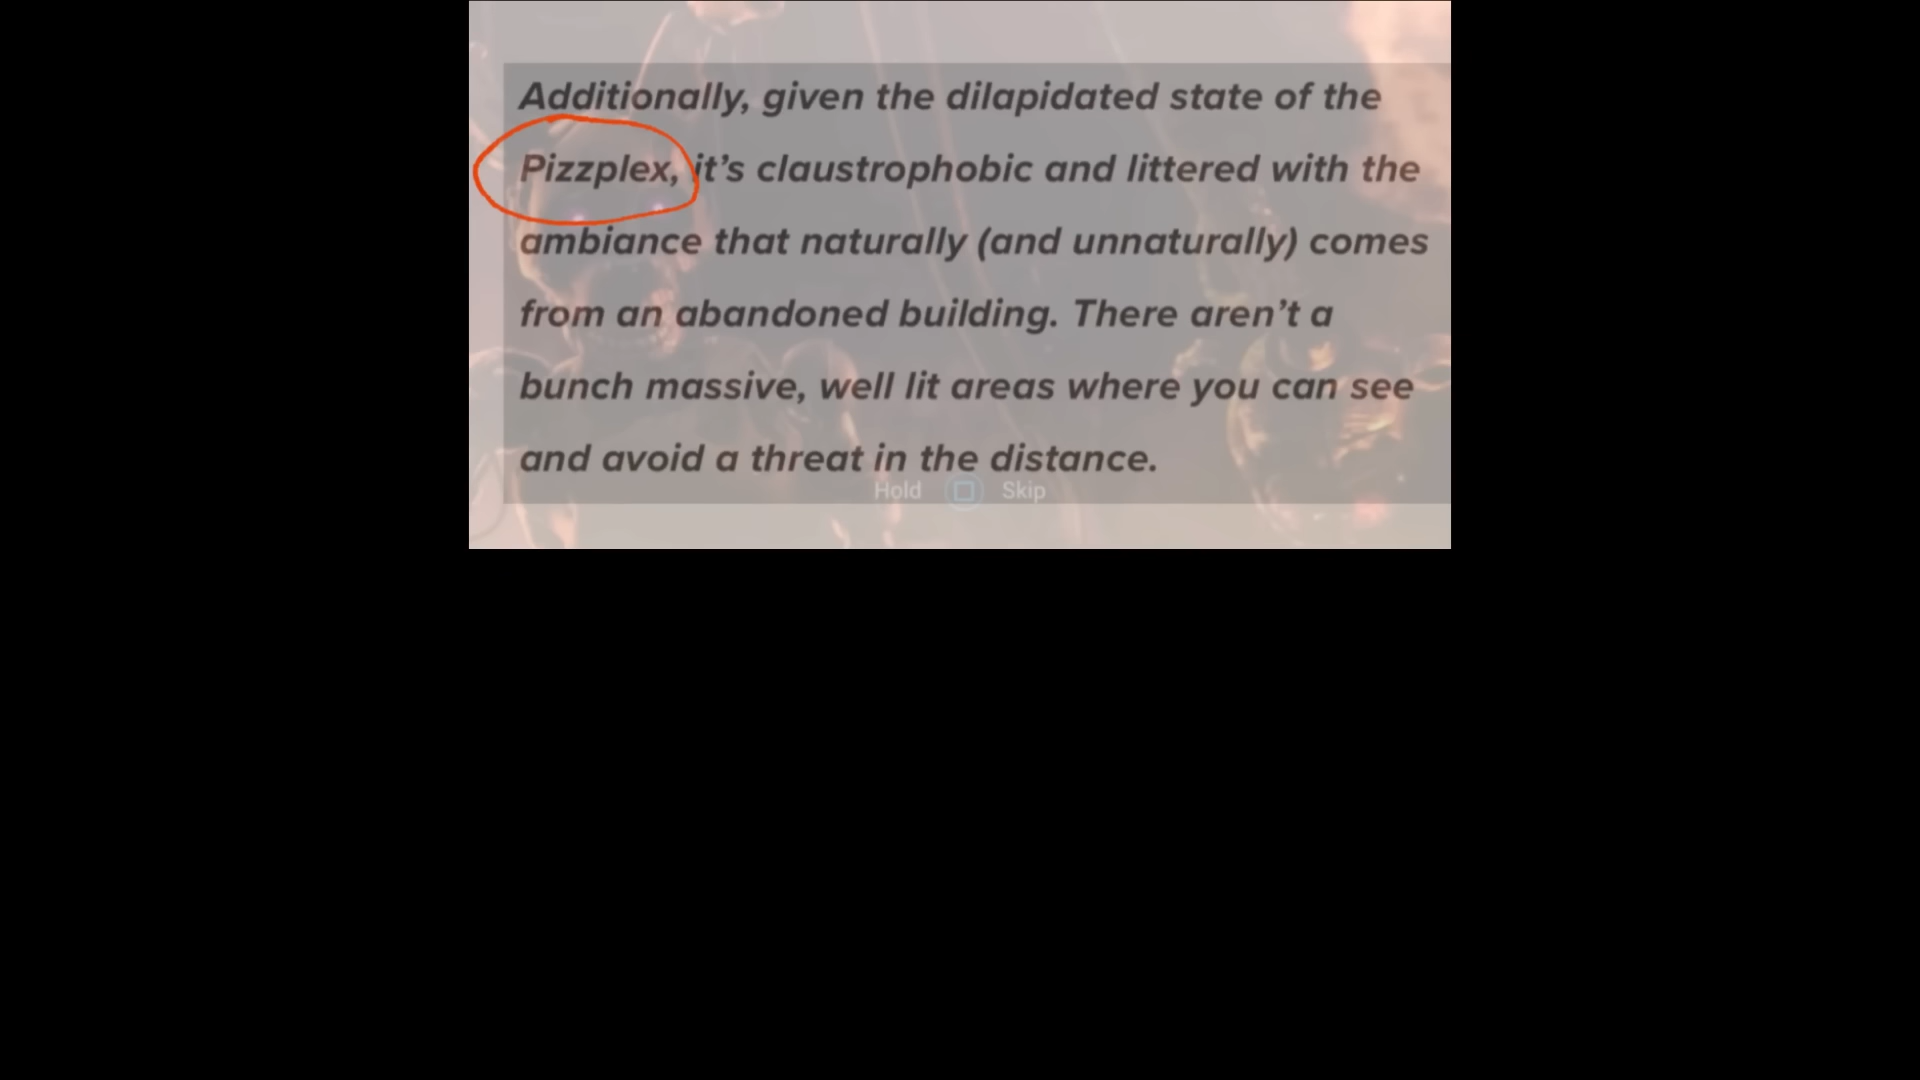 Additionally, given the dilapidated state of the
Pizzplex, it’s claustrophobic and littered with the
ambiance that naturally (and unnaturally) comes
from an abandoned building. There aren’t a
bunch massive, well lit areas where you can see
and avoid a threat in the distance.
Hold Skip